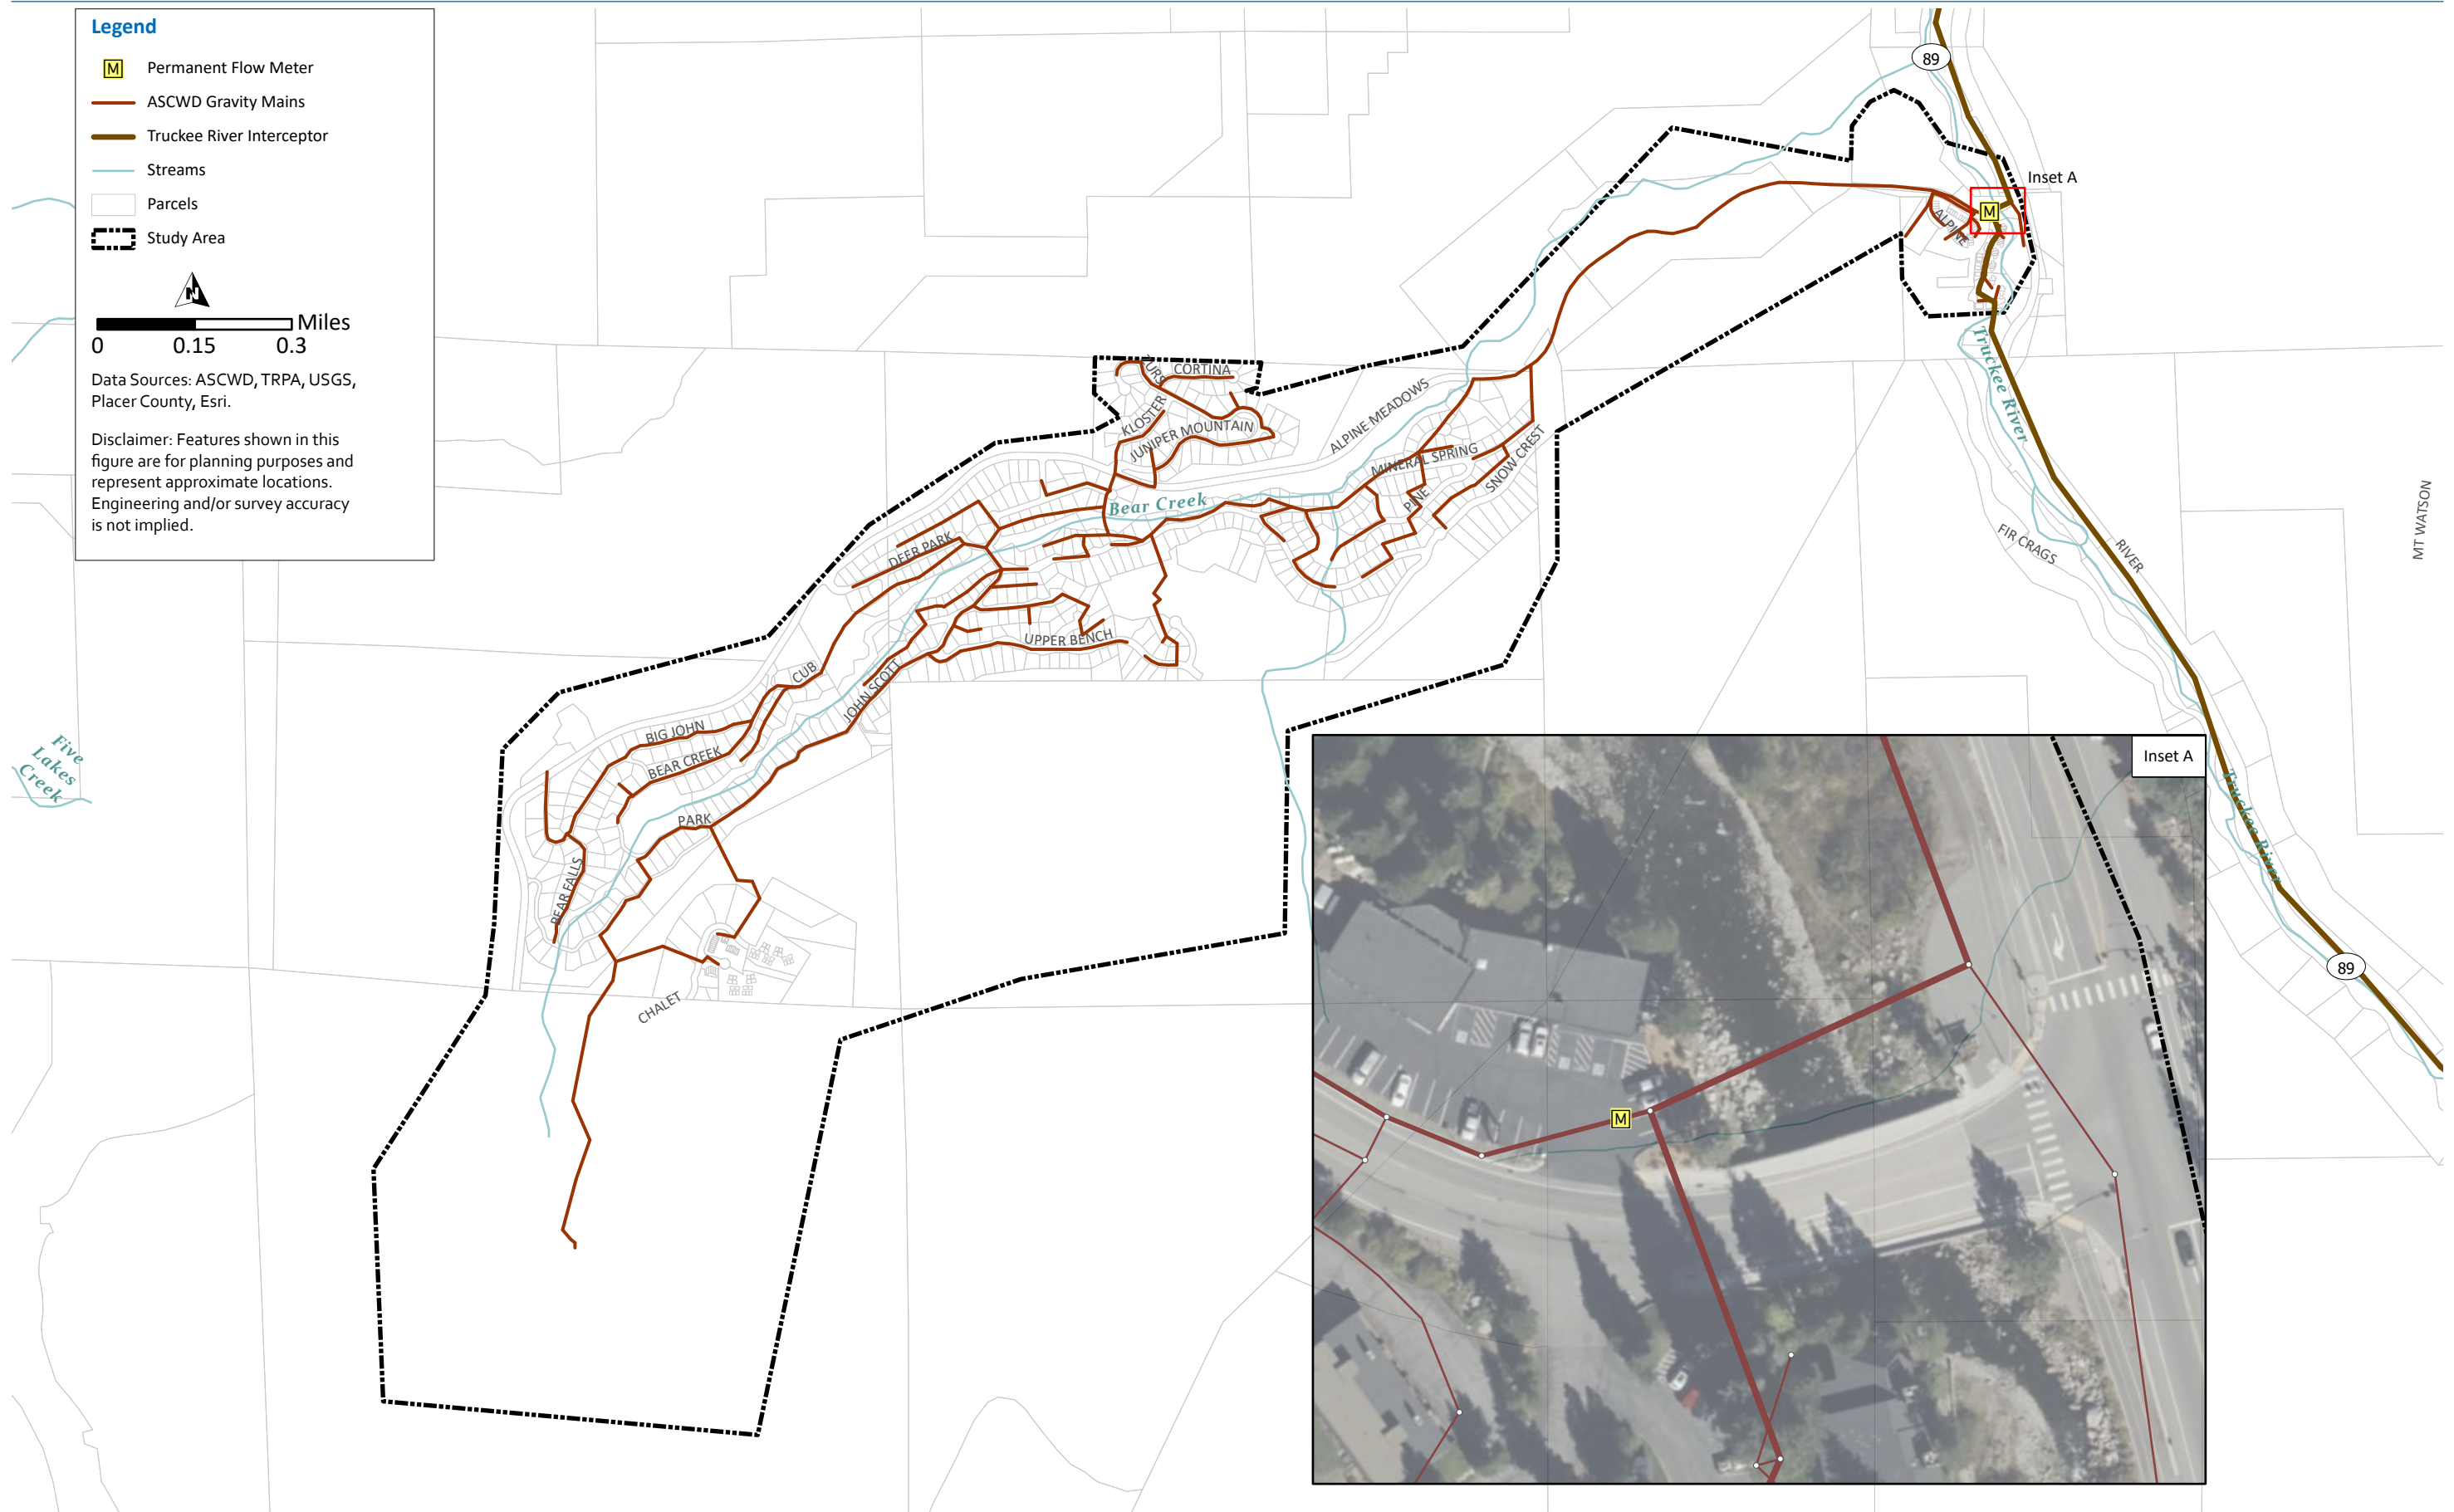 Legend
M Permanent Flow Meter
ASCWD Gravity Mains
Truckee River Interceptor
Streams
Parcels
Study Area
N
Miles
0 0.15 0.3
Data Sources: ASCWD, TRPA, USGS,
Placer County, Esri.
Disclaimer: Features shown in this
figure are for planning purposes and
represent approximate locations.
Engineering and/or survey accuracy
is not implied.
89
Inset A
M
ALPINE
Truckee River
CORTINA
KLOSTER
JUNIPER MOUNTAIN
ALPINE MEADOWS
MINERAL SPRING
SNOW CREST
PINE
Bear Creek
DEER PARK
UPPER BENCH
JOHN SCOTT
CUB
BIG JOHN
BEAR CREEK
PARK
BEAR FALLS
CHALET
Five
Lakes
Creek
FIR CRAGS
RIVER
MT WATSON
Truckee River
89
Inset A
M